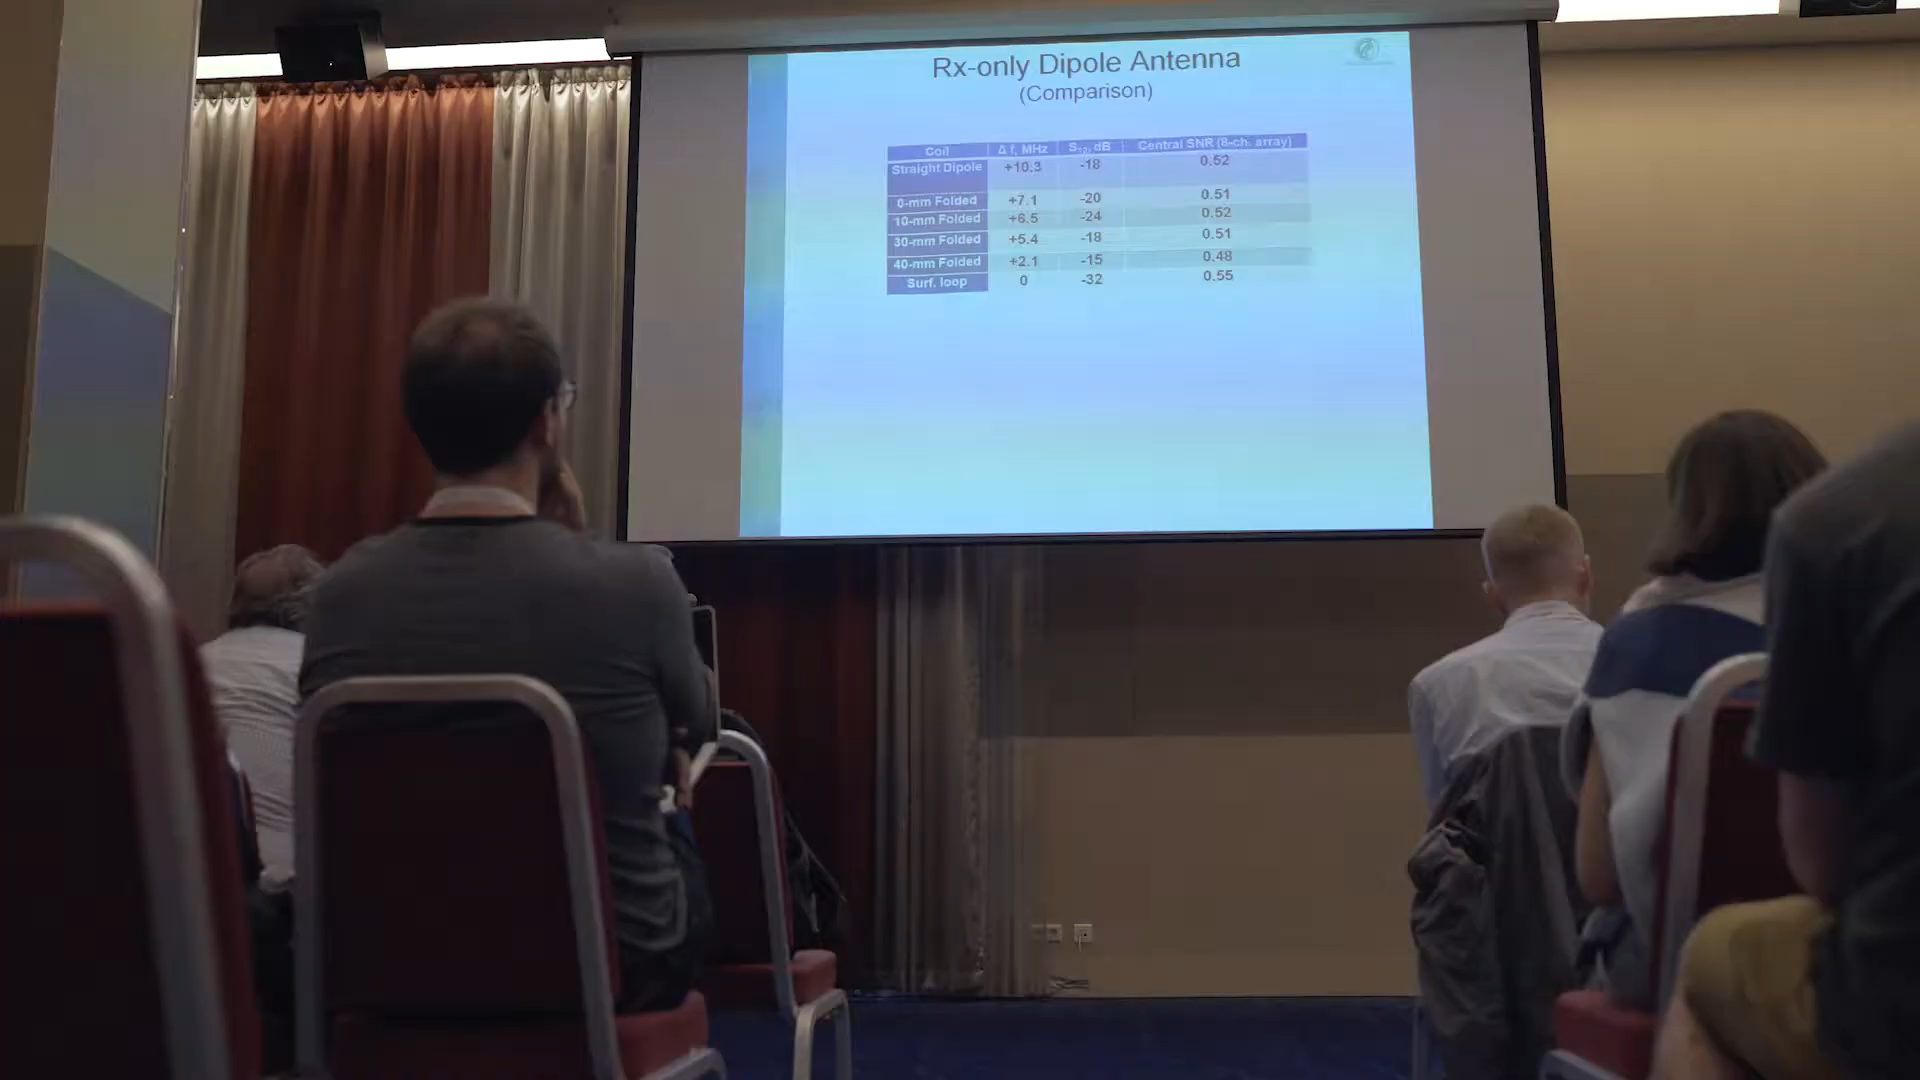 Rx-only Dipole Antenna
(Comparison)
Coil Δ f, MHz S₁₂, dB Central SNR (8-ch. array)
Straight Dipole +10.3 -18 0.52
0-mm Folded +7.1 -20 0.51
10-mm Folded +6.5 -24 0.52
30-mm Folded +5.4 -18 0.51
40-mm Folded +2.1 -15 0.48
Surf. loop 0 -32 0.55